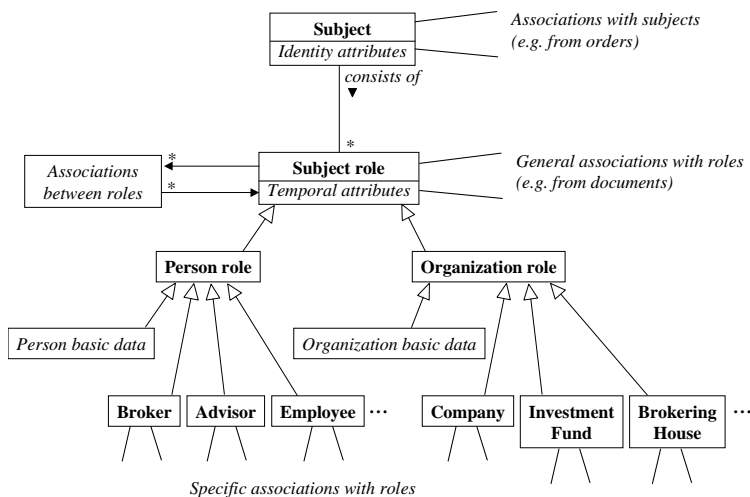 Subject
Identity attributes
Associations with subjects
(e.g. from orders)
consists of
*
*
Associations
between roles
*
Subject role
Temporal attributes
General associations with roles
(e.g. from documents)
Person role
Organization role
Person basic data
Organization basic data
Broker
Advisor
Employee
...
Company
Investment
Fund
Brokering
House
...
Specific associations with roles